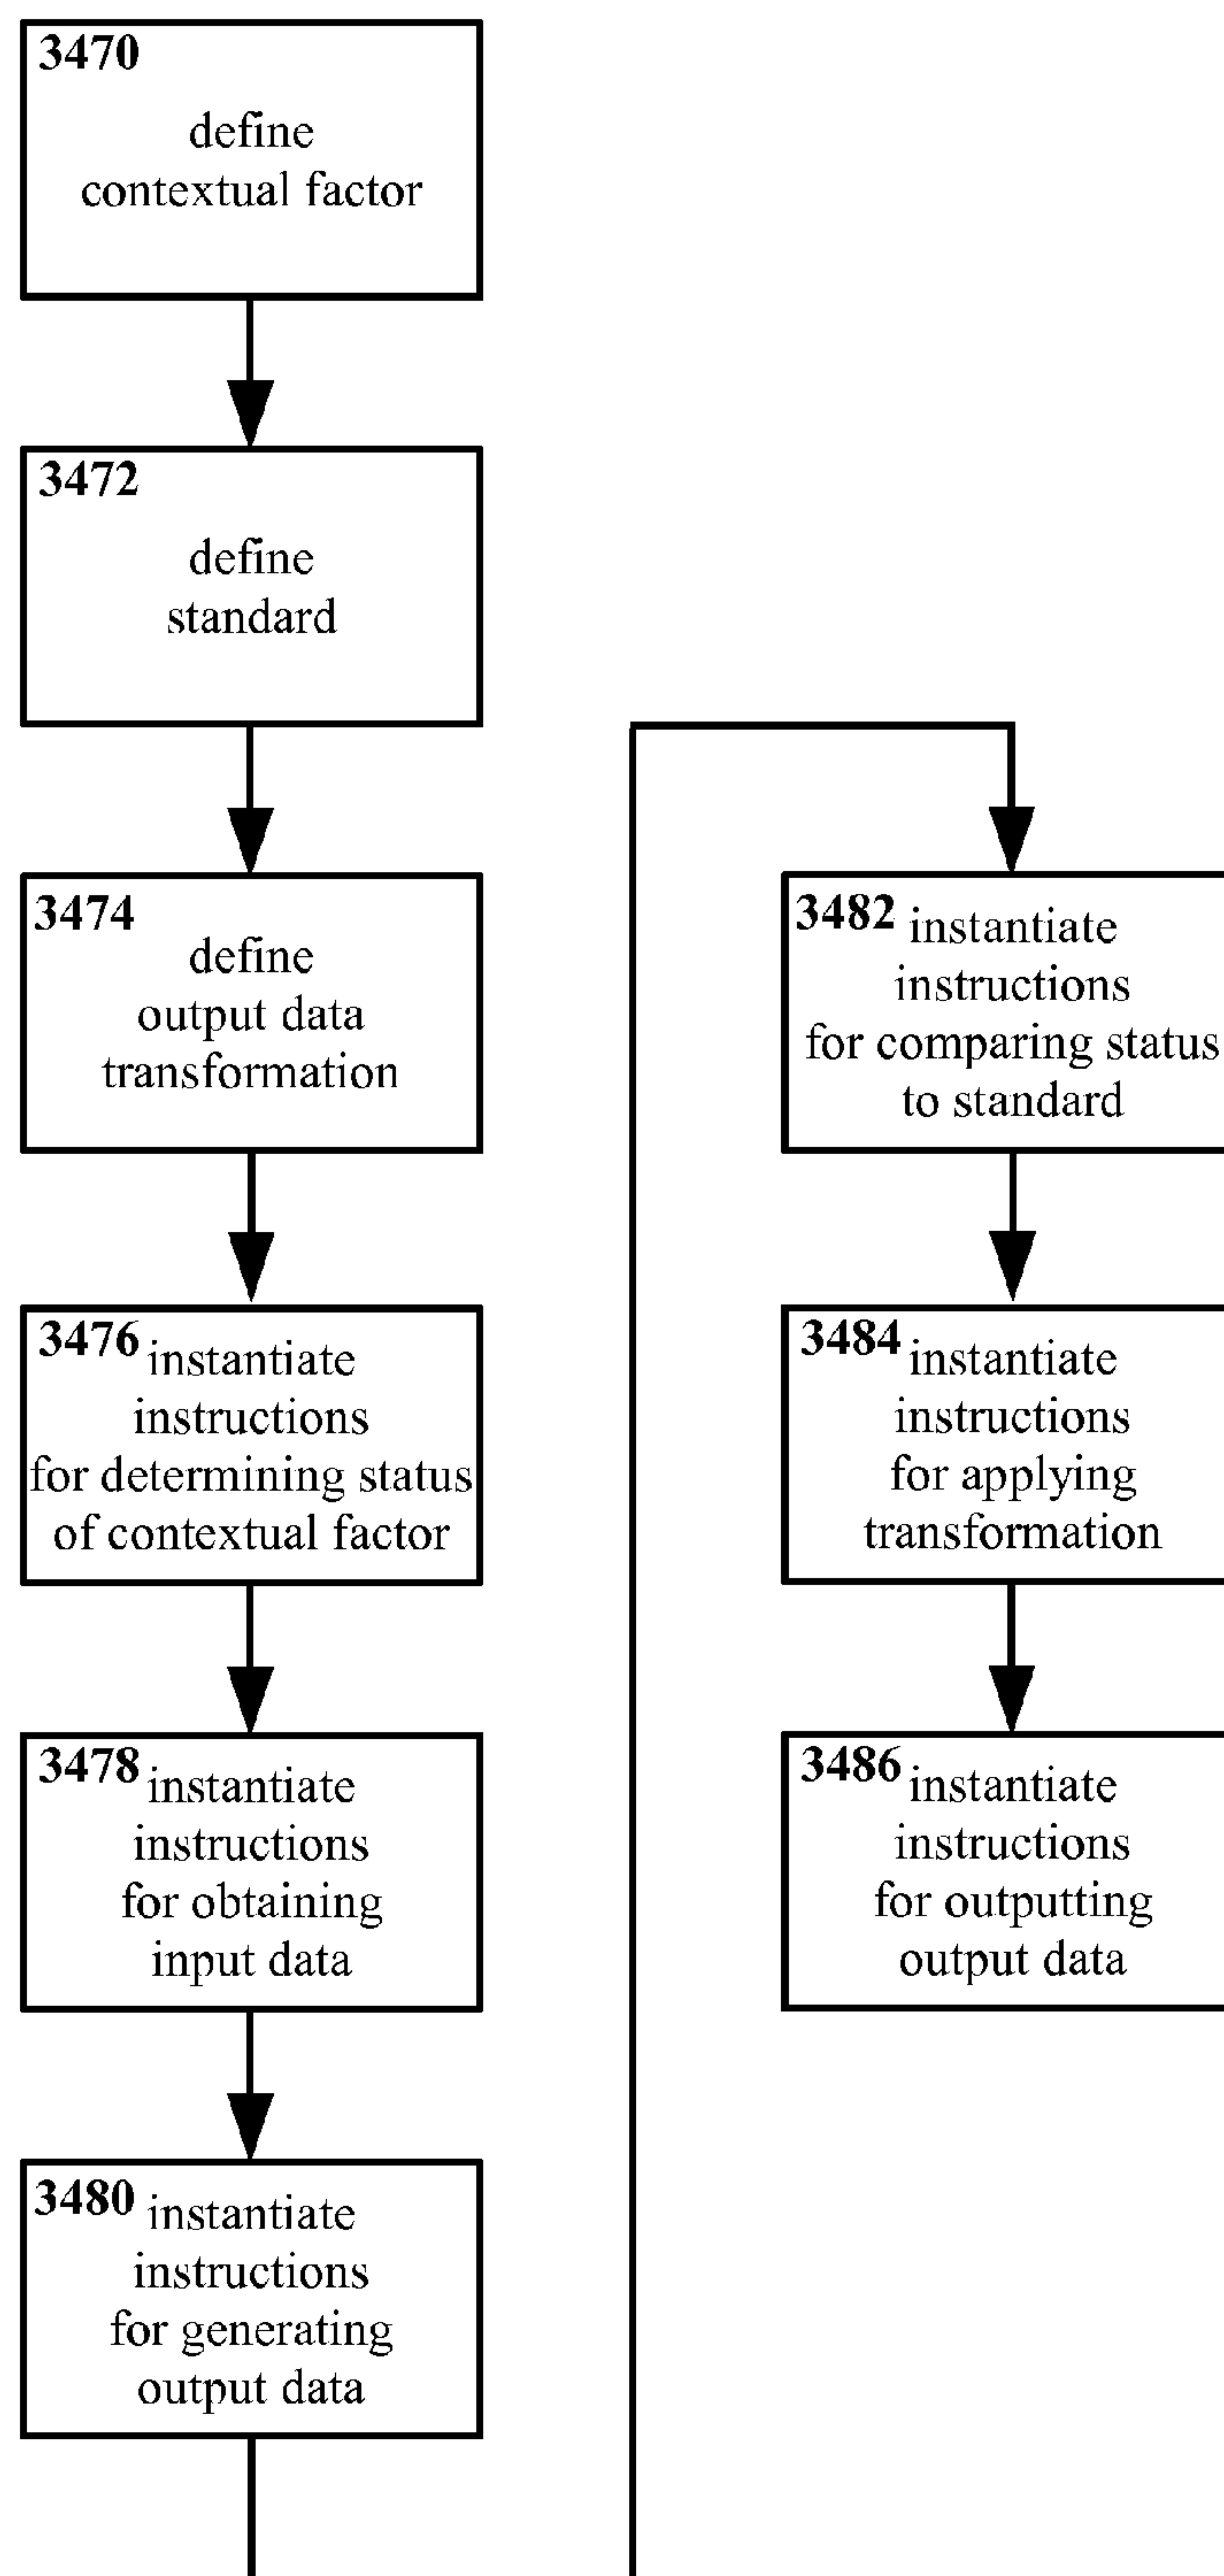 3470
define
contextual factor
3472
define
standard
3474
define
output data
transformation
3476 instantiate
instructions
for determining status
of contextual factor
3478 instantiate
instructions
for obtaining
input data
3480 instantiate
instructions
for generating
output data
3482 instantiate
instructions
for comparing status
to standard
3484 instantiate
instructions
for applying
transformation
3486 instantiate
instructions
for outputting
output data